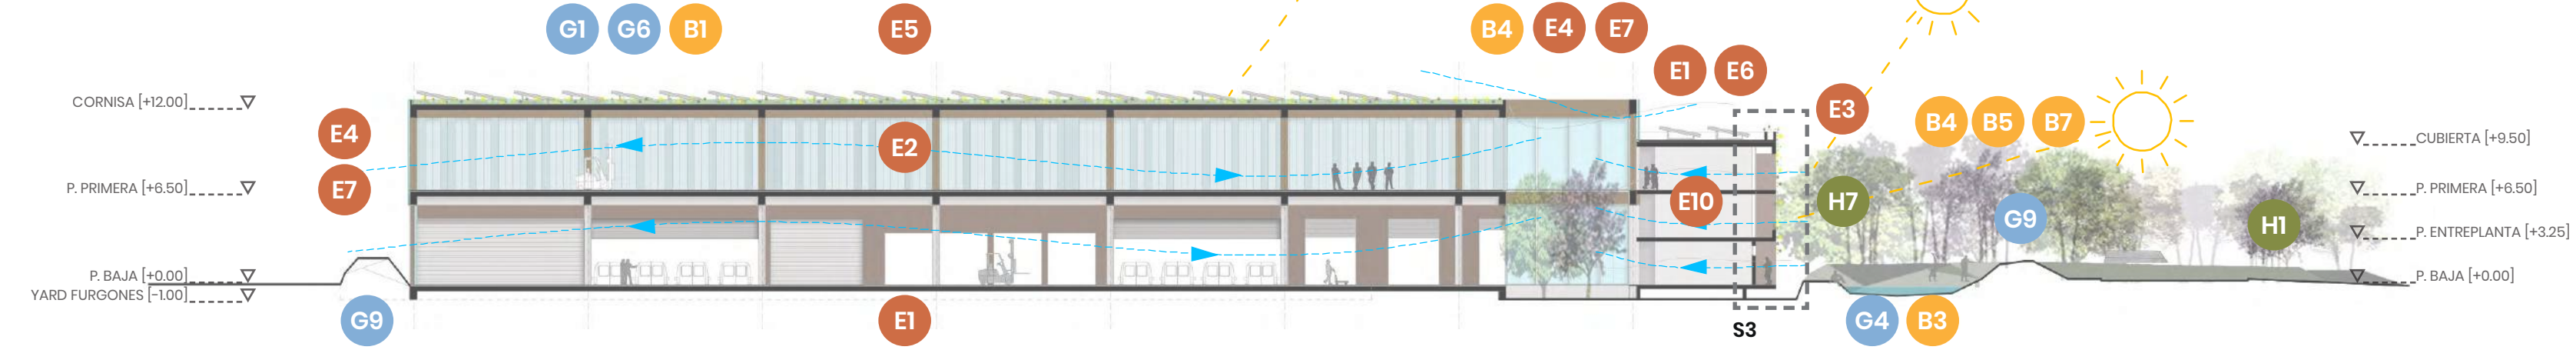 G1 G6 B1 E5 B4 E4 E7
E1 E6
CORNISA [+12.00]
E3
E4
B4 B5 B7
E2
CUBIERTA [+9.50]
P. PRIMERA [+6.50]
E7
E10
H7
P. PRIMERA [+6.50]
G9
H1
P. ENTREPLANTA [+3.25]
P. BAJA [+0.00]
P. BAJA [+0.00]
YARD FURGONES [-1.00]
G9
E1
S3
G4 B3